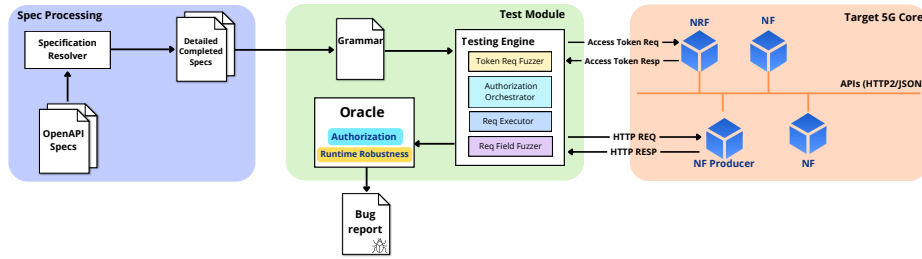 Spec Processing
Specification
Resolver
Detailed
Completed
Specs
OpenAPI
Specs
Test Module
Grammar
Testing Engine
Token Req Fuzzer
Authorization
Orchestrator
Req Executor
Req Field Fuzzer
Oracle
Authorization
Runtime Robustness
Bug
report
Access Token Req
Access Token Resp
HTTP REQ
HTTP RESP
Target 5G Core
NRF
NF
APIs (HTTP2/JSON
NF Producer
NF